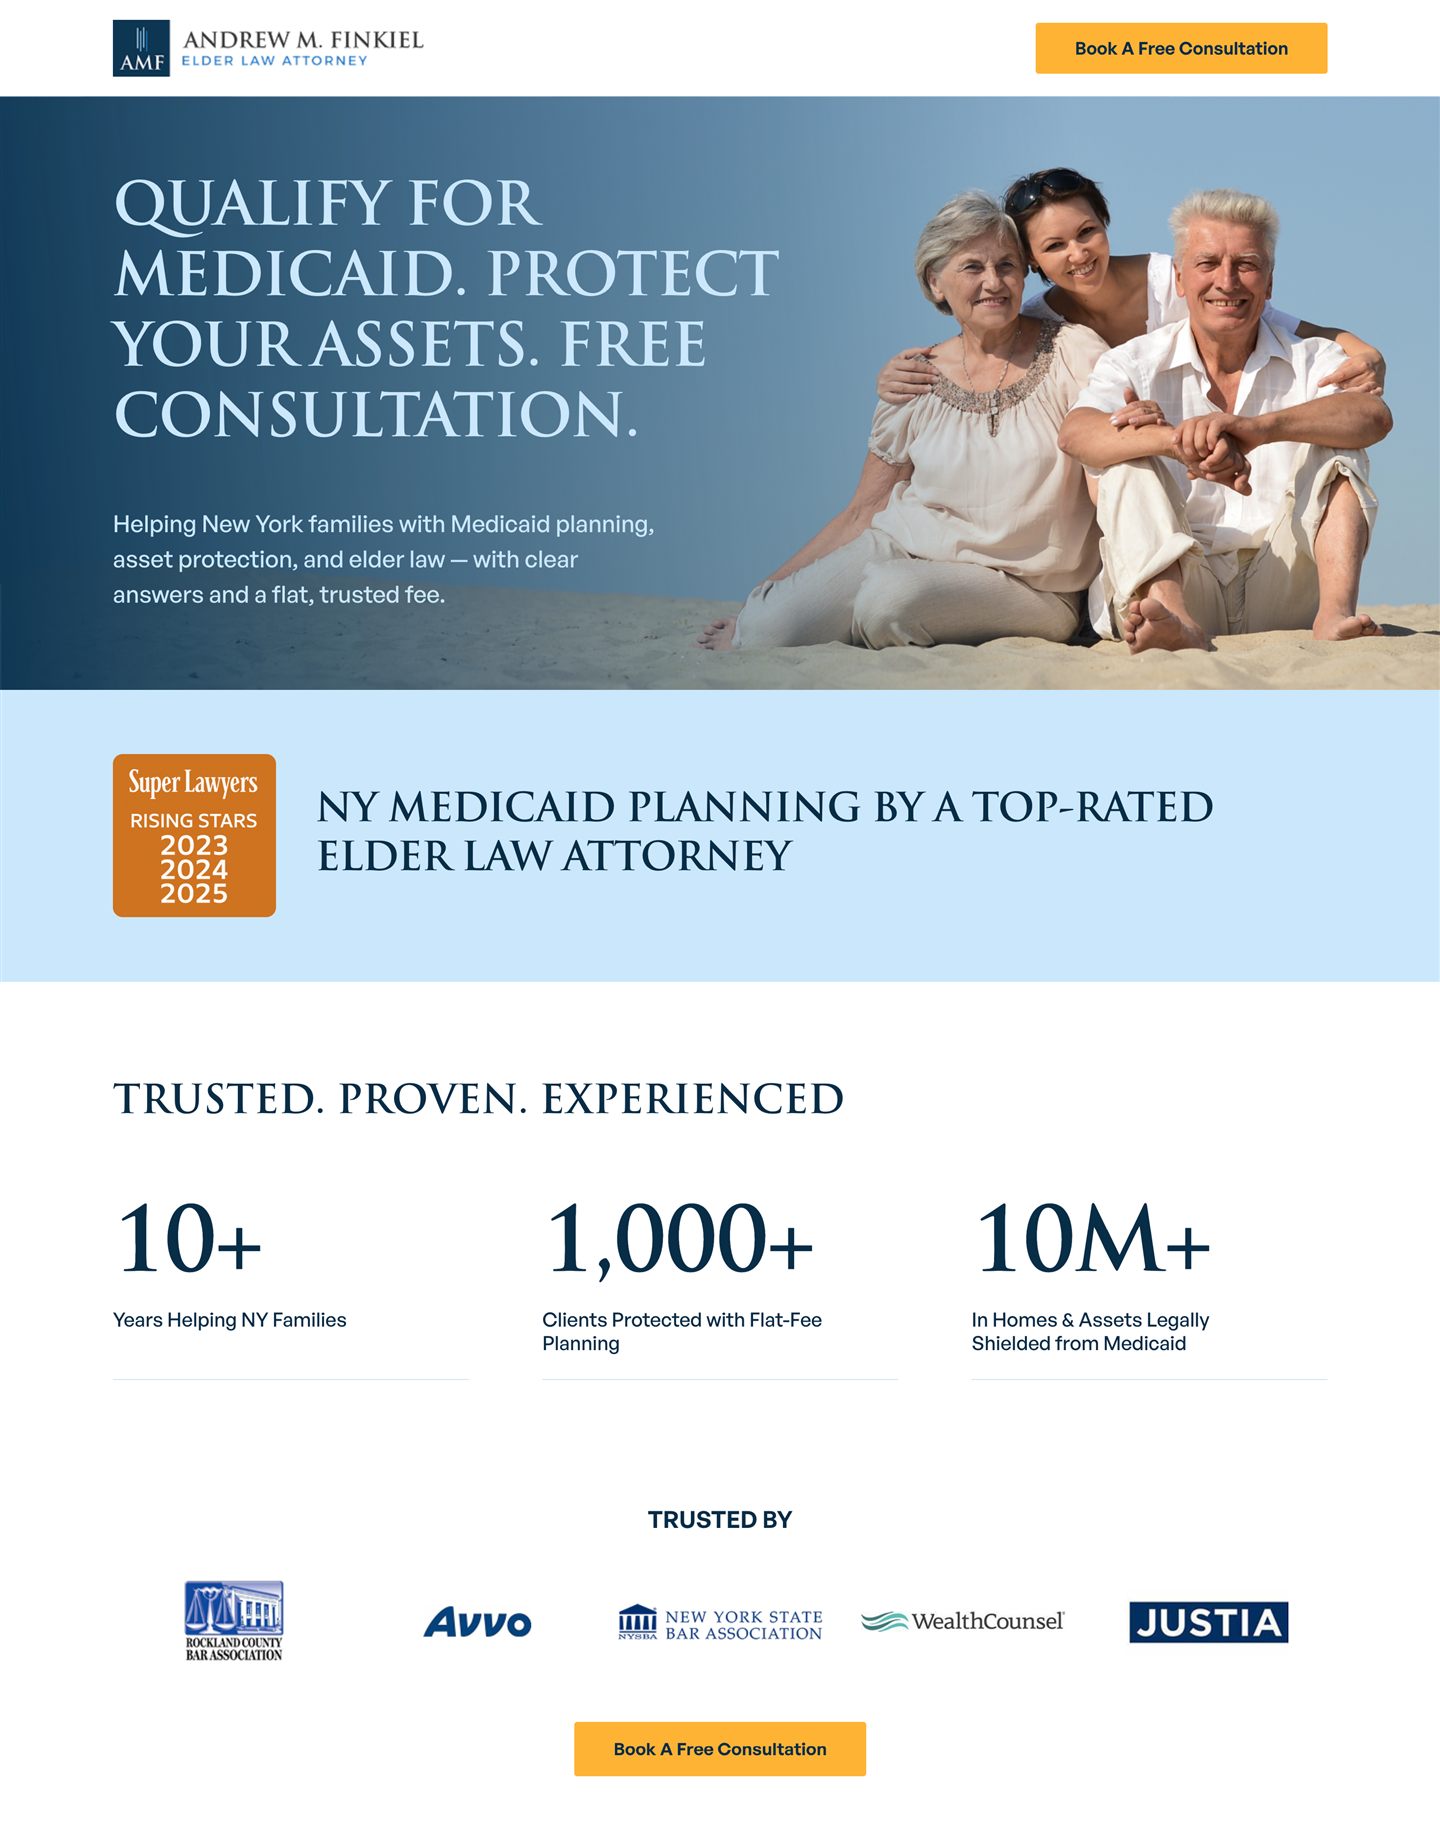 AMF
ANDREW M. FINKIEL
ELDER LAW ATTORNEY
Book A Free Consultation
QUALIFY FOR
MEDICAID. PROTECT
YOUR ASSETS. FREE
CONSULTATION.
Helping New York families with Medicaid planning,
asset protection, and elder law — with clear
answers and a flat, trusted fee.
Super Lawyers
RISING STARS
2023
2024
2025
NY MEDICAID PLANNING BY A TOP-RATED
ELDER LAW ATTORNEY
TRUSTED. PROVEN. EXPERIENCED
10+
Years Helping NY Families
1,000+
Clients Protected with Flat-Fee
Planning
10M+
In Homes & Assets Legally
Shielded from Medicaid
TRUSTED BY
ROCKLAND COUNTY
BAR ASSOCIATION
Avvo
NYSBA
NEW YORK STATE
BAR ASSOCIATION
WealthCounsel
JUSTIA
Book A Free Consultation